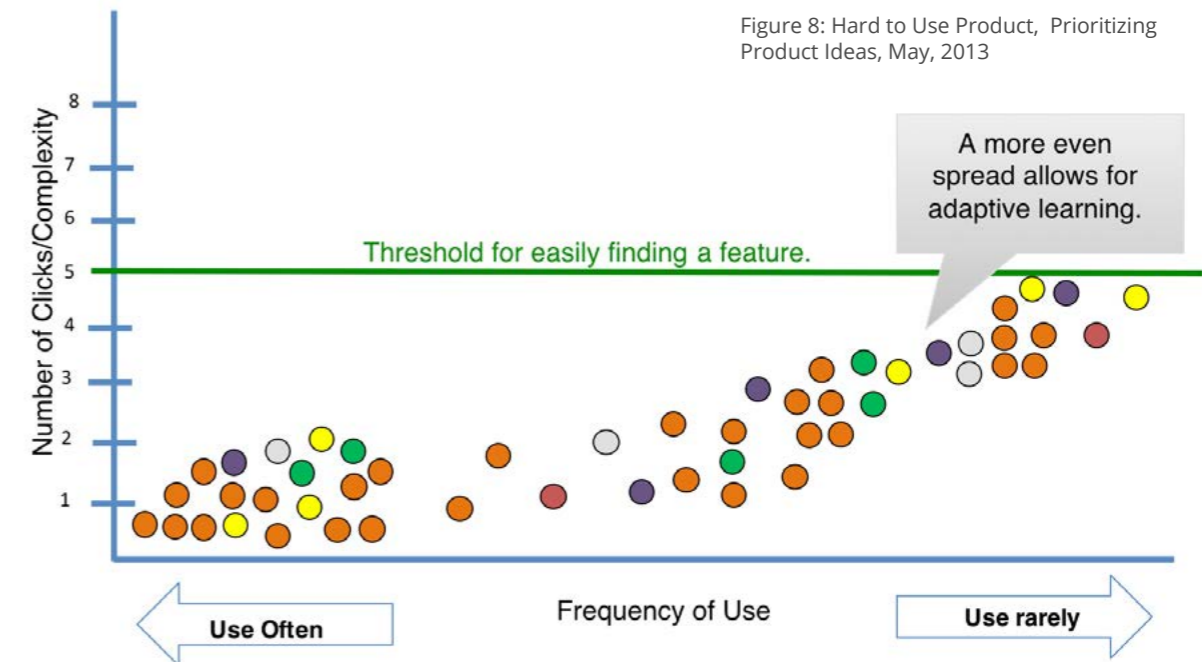 Figure 8: Hard to Use Product, Prioritizing
Product Ideas, May, 2013
Number of Clicks/Complexity
8
7
6
5
4
3
2
1
A more even
spread allows for
adaptive learning.
Threshold for easily finding a feature.
Use Often
Frequency of Use
Use rarely